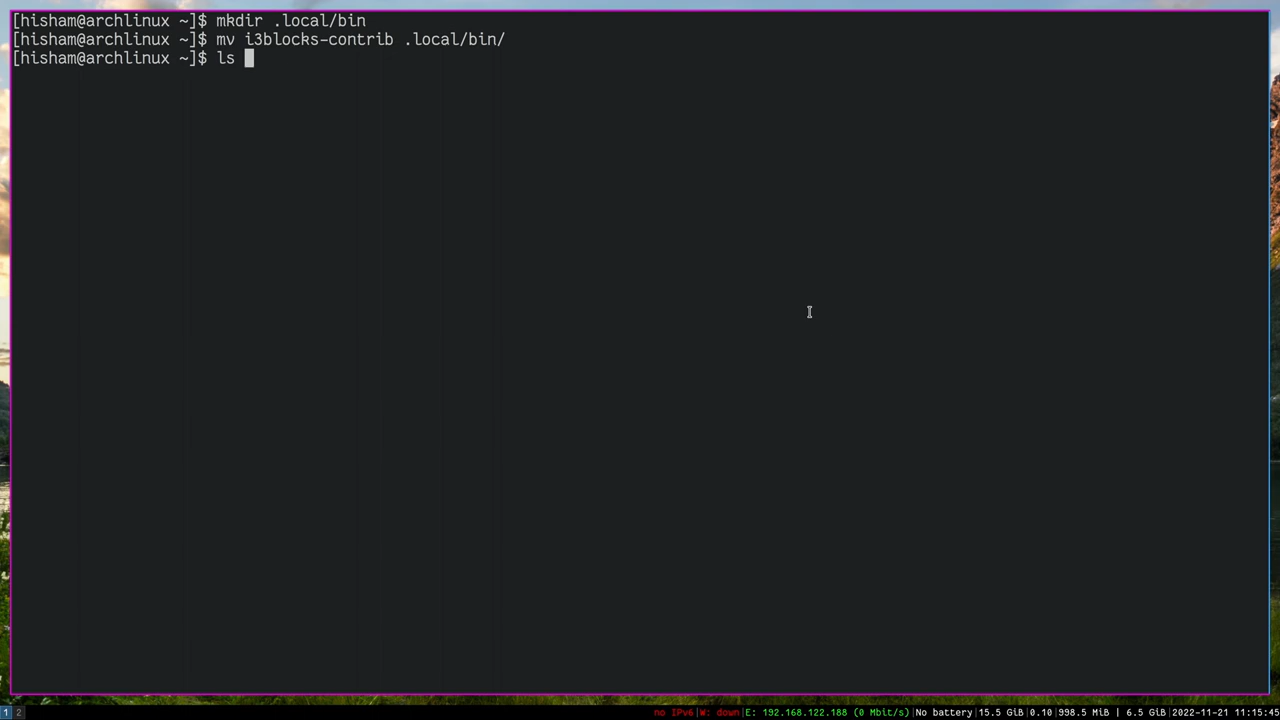 [hisham@archlinux ~]$ mkdir .local/bin
[hisham@archlinux ~]$ mv i3blocks-contrib .local/bin/
[hisham@archlinux ~]$ ls
1 2 no IPv6|W: down|E: 192.168.122.188 (0 Mbit/s)|No battery|15.5 GiB|0.10|998.5 MiB | 6.5 GiB|2022-11-21 11:15:45